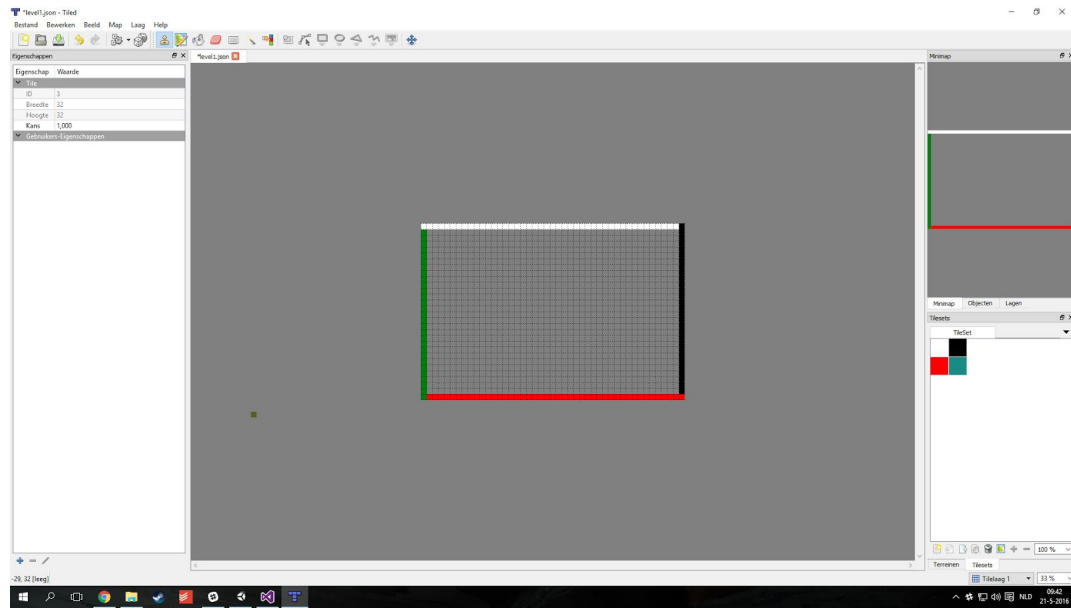 *level1.json - Tiled
Bestand Bewerken Beeld Map Laag Help
Eigenschappen
*level1.json
Minimap
Eigenschap Waarde
Tile
ID 3
Breedte 32
Hoogte 32
Kans 1,000
Gebruikers-Eigenschappen
Minimap Objecten Lagen
Tilesets
TileSet
100 %
Terreinen Tilesets
-29, 32 [leeg]
Tilelaag 1
33 %
NLD
09:42
21-5-2016